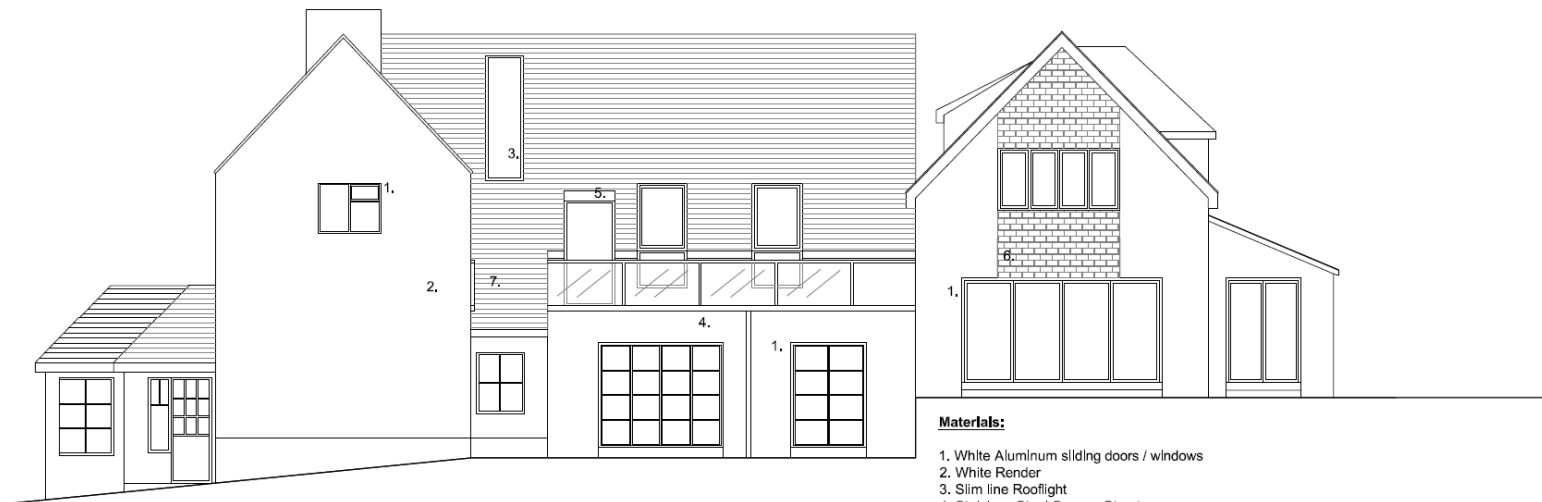 3.
1.
5.
6.
2.
7.
1.
4.
1.
Materials:
1. White Aluminum sliding doors / windows
2. White Render
3. Slim line Rooflight